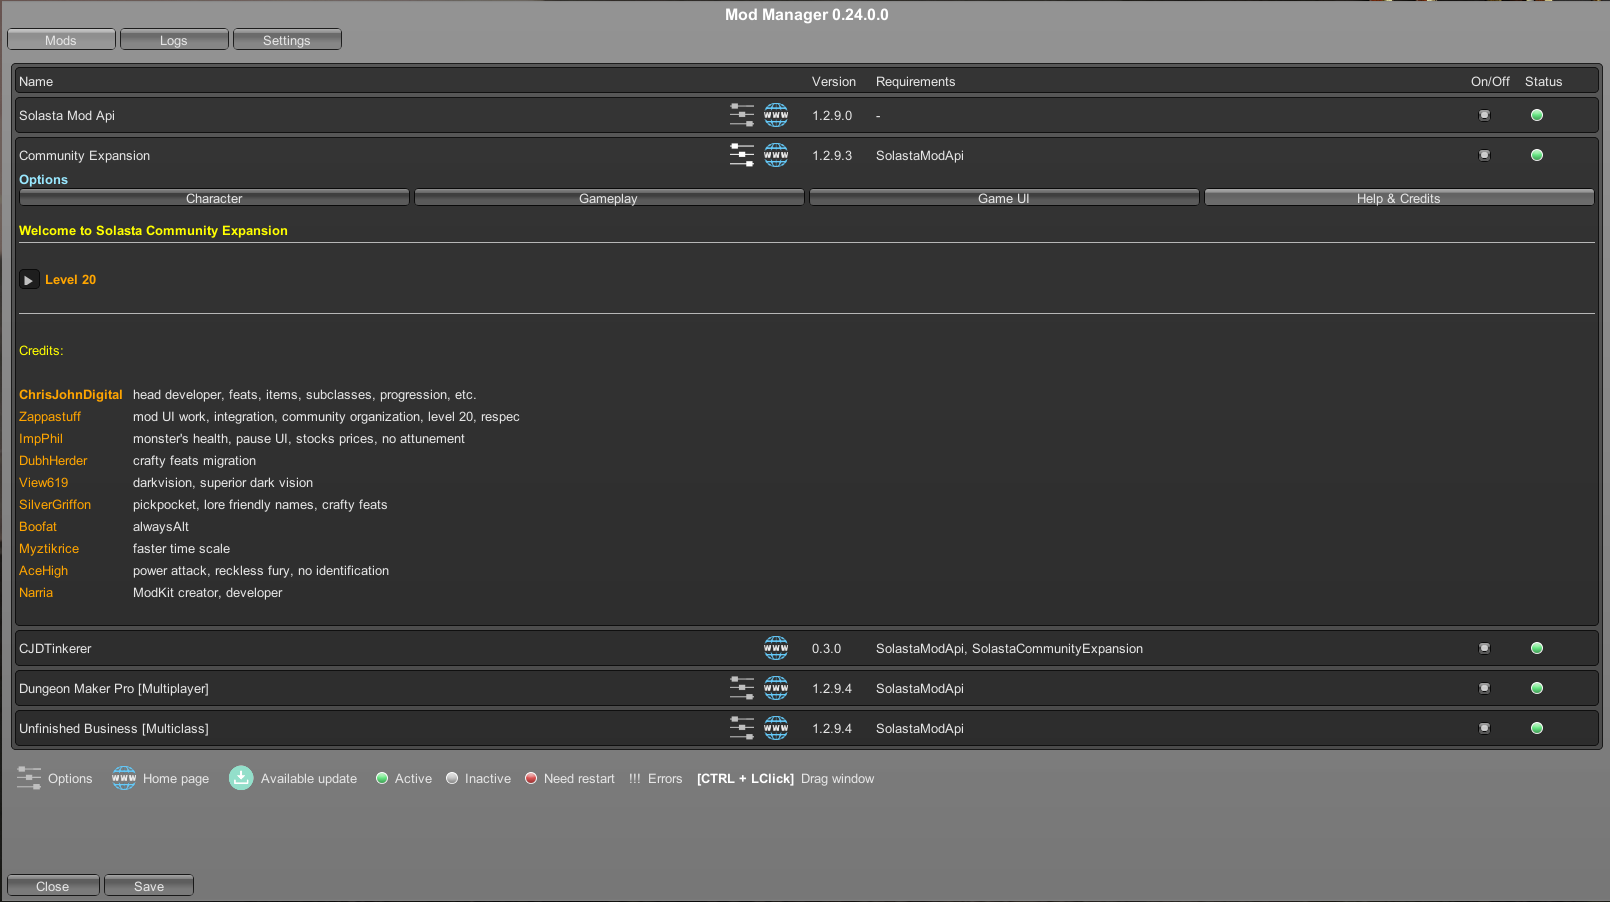 Mod Manager 0.24.0.0
Mods Logs Settings
Name Version Requirements On/Off Status
Solasta Mod Api WWW 1.2.9.0 -
Community Expansion WWW 1.2.9.3 SolastaModApi
Options
Character Gameplay Game UI Help & Credits
Welcome to Solasta Community Expansion
Level 20
Credits:
ChrisJohnDigital head developer, feats, items, subclasses, progression, etc.
Zappastuff mod UI work, integration, community organization, level 20, respec
ImpPhil monster's health, pause UI, stocks prices, no attunement
DubhHerder crafty feats migration
View619 darkvision, superior dark vision
SilverGriffon pickpocket, lore friendly names, crafty feats
Boofat alwaysAlt
Myztikrice faster time scale
AceHigh power attack, reckless fury, no identification
Narria ModKit creator, developer
CJDTinkerer WWW 0.3.0 SolastaModApi, SolastaCommunityExpansion
Dungeon Maker Pro [Multiplayer] WWW 1.2.9.4 SolastaModApi
Unfinished Business [Multiclass] WWW 1.2.9.4 SolastaModApi
Options WWW Home page Available update Active Inactive Need restart !!! Errors [CTRL + LClick] Drag window
Close Save